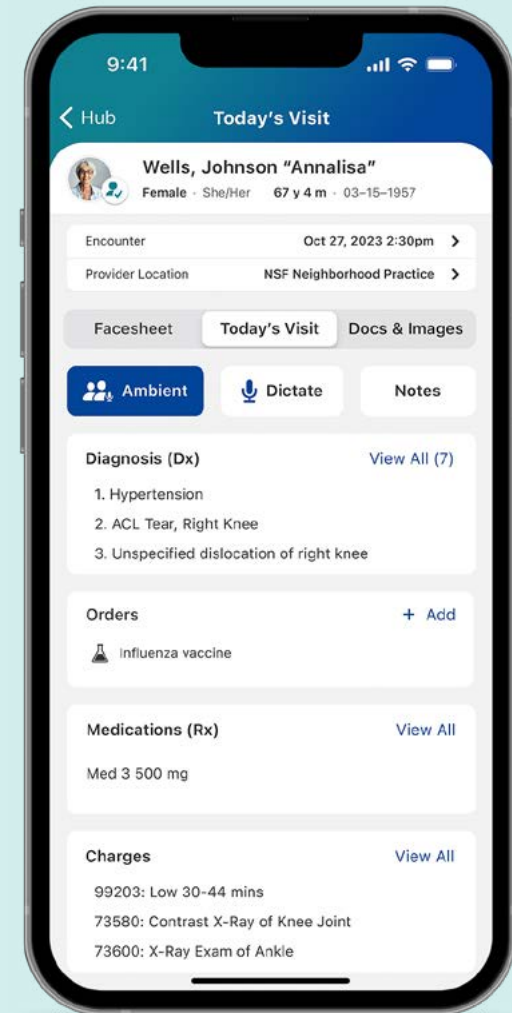 9:41
Hub Today's Visit
Wells, Johnson "Annalisa"
Female · She/Her 67 y 4 m · 03-15-1957
Encounter Oct 27, 2023 2:30pm
Provider Location NSF Neighborhood Practice
Facesheet Today's Visit Docs & Images
Ambient Dictate Notes
Diagnosis (Dx) View All (7)
1. Hypertension
2. ACL Tear, Right Knee
3. Unspecified dislocation of right knee
Orders + Add
Influenza vaccine
Medications (Rx) View All
Med 3 500 mg
Charges View All
99203: Low 30-44 mins
73580: Contrast X-Ray of Knee Joint
73600: X-Ray Exam of Ankle